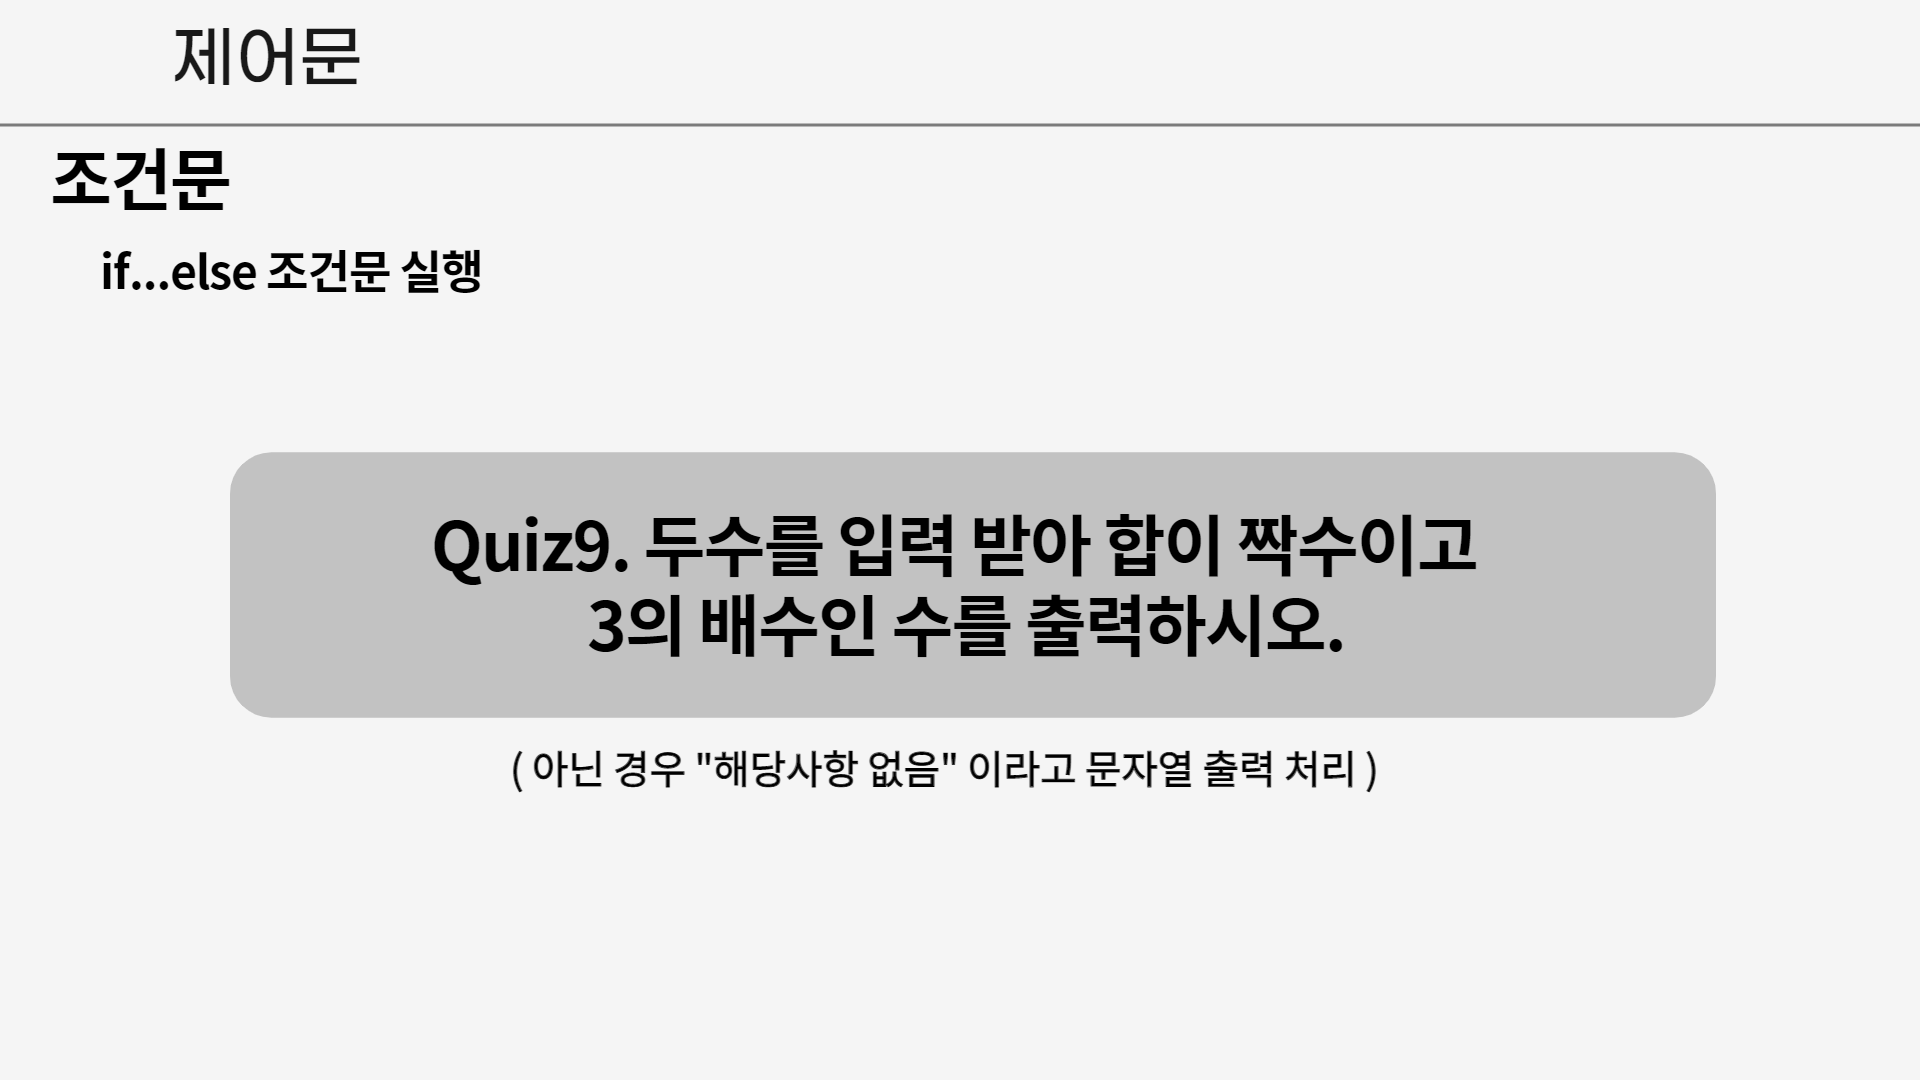 제어문
조건문
if...else 조건문 실행
Quiz9. 두수를 입력 받아 합이 짝수이고
3의 배수인 수를 출력하시오.
( 아닌 경우 "해당사항 없음" 이라고 문자열 출력 처리 )